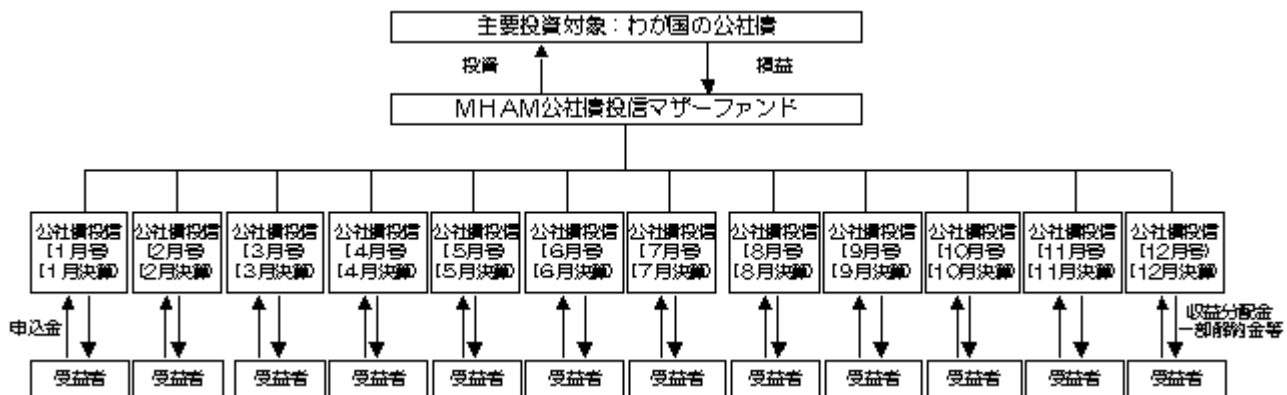 主要投資対象：わが国の公社債
投資
損益
MHAM公社債投信マザーファンド
公社債投信
(1月号)
(1月決算)
公社債投信
(2月号)
(2月決算)
公社債投信
(3月号)
(3月決算)
公社債投信
(4月号)
(4月決算)
公社債投信
(5月号)
(5月決算)
公社債投信
(6月号)
(6月決算)
公社債投信
(7月号)
(7月決算)
公社債投信
(8月号)
(8月決算)
公社債投信
(9月号)
(9月決算)
公社債投信
(10月号)
(10月決算)
公社債投信
(11月号)
(11月決算)
公社債投信
(12月号)
(12月決算)
申込金
収益分配金
一部解約金等
受益者
受益者
受益者
受益者
受益者
受益者
受益者
受益者
受益者
受益者
受益者
受益者